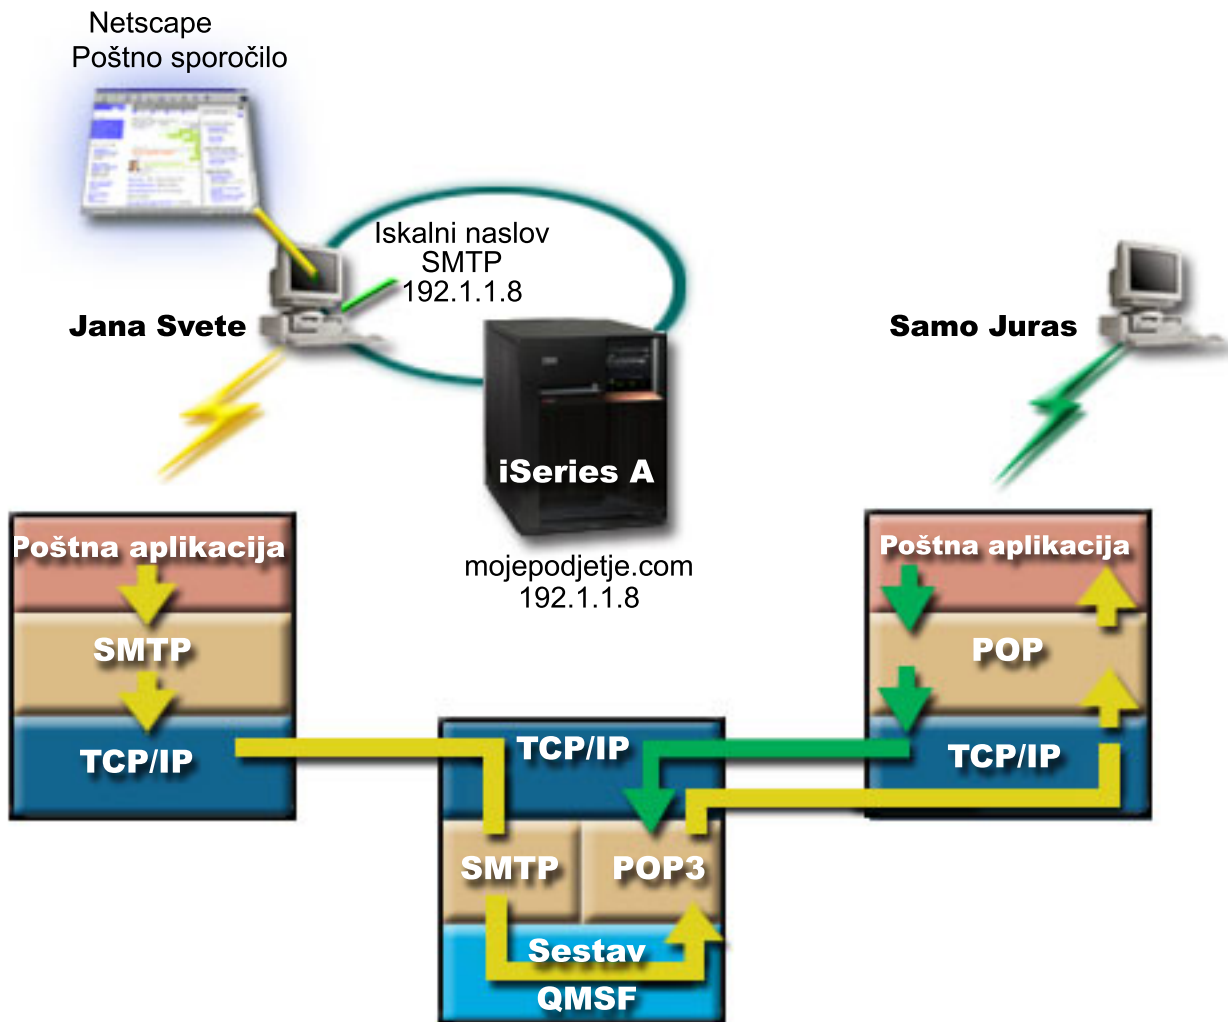 Netscape
Poštno sporočilo
Iskalni naslov
SMTP
192.1.1.8
Jana Svete
Samo Juras
iSeries A
mojepodjetje.com
192.1.1.8
Poštna aplikacija
SMTP
TCP/IP
Poštna aplikacija
POP
TCP/IP
TCP/IP
SMTP
POP3
Sestav
QMSF